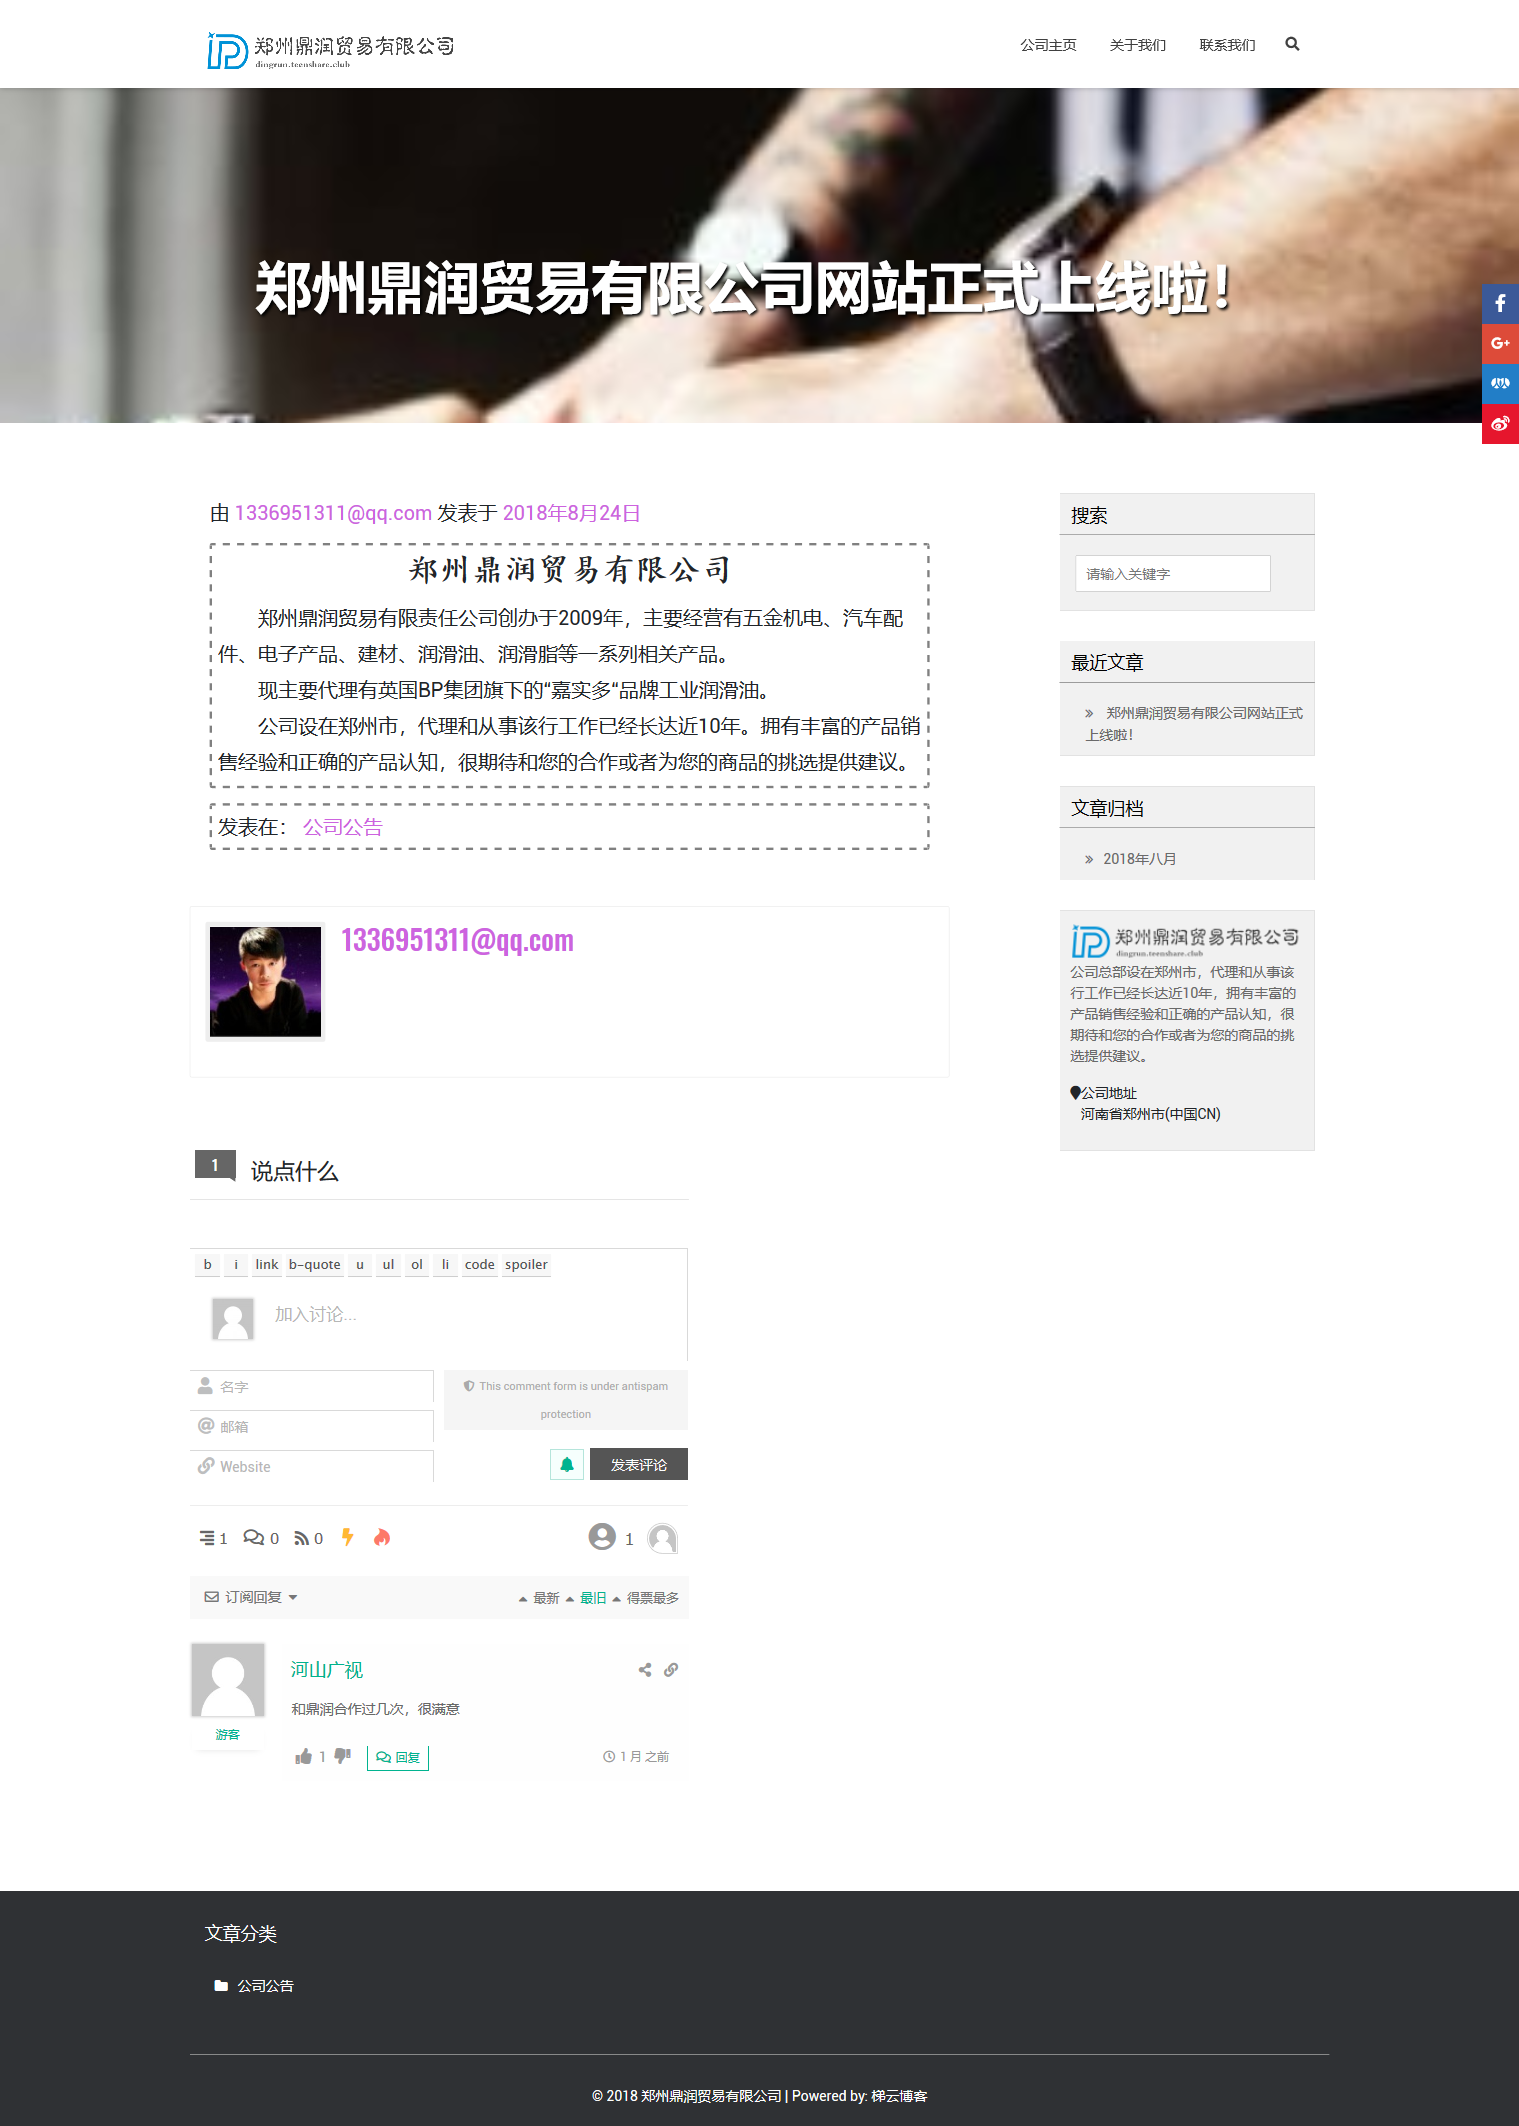 郑州鼎润贸易有限公司
dingrun.teenshare.club
公司主页 关于我们 联系我们
郑州鼎润贸易有限公司网站正式上线啦！
由 1336951311@qq.com 发表于 2018年8月24日
郑州鼎润贸易有限公司
郑州鼎润贸易有限责任公司创办于2009年，主要经营有五金机电、汽车配
件、电子产品、建材、润滑油、润滑脂等一系列相关产品。
现主要代理有英国BP集团旗下的“嘉实多“品牌工业润滑油。
公司设在郑州市，代理和从事该行工作已经长达近10年。拥有丰富的产品销
售经验和正确的产品认知，很期待和您的合作或者为您的商品的挑选提供建议。
发表在： 公司公告
1336951311@qq.com
1 说点什么
b i link b-quote u ul ol li code spoiler
加入讨论...
名字
邮箱
Website
This comment form is under antispam
protection
发表评论
1 0 0 1
订阅回复 最新 最旧 得票最多
河山广视
和鼎润合作过几次，很满意
游客
1 回复 1 月 之前
搜索
请输入关键字
最近文章
郑州鼎润贸易有限公司网站正式
上线啦！
文章归档
2018年八月
郑州鼎润贸易有限公司
dingrun.teenshare.club
公司总部设在郑州市，代理和从事该
行工作已经长达近10年，拥有丰富的
产品销售经验和正确的产品认知，很
期待和您的合作或者为您的商品的挑
选提供建议。
公司地址
河南省郑州市(中国CN)
文章分类
公司公告
© 2018 郑州鼎润贸易有限公司 | Powered by: 梯云博客